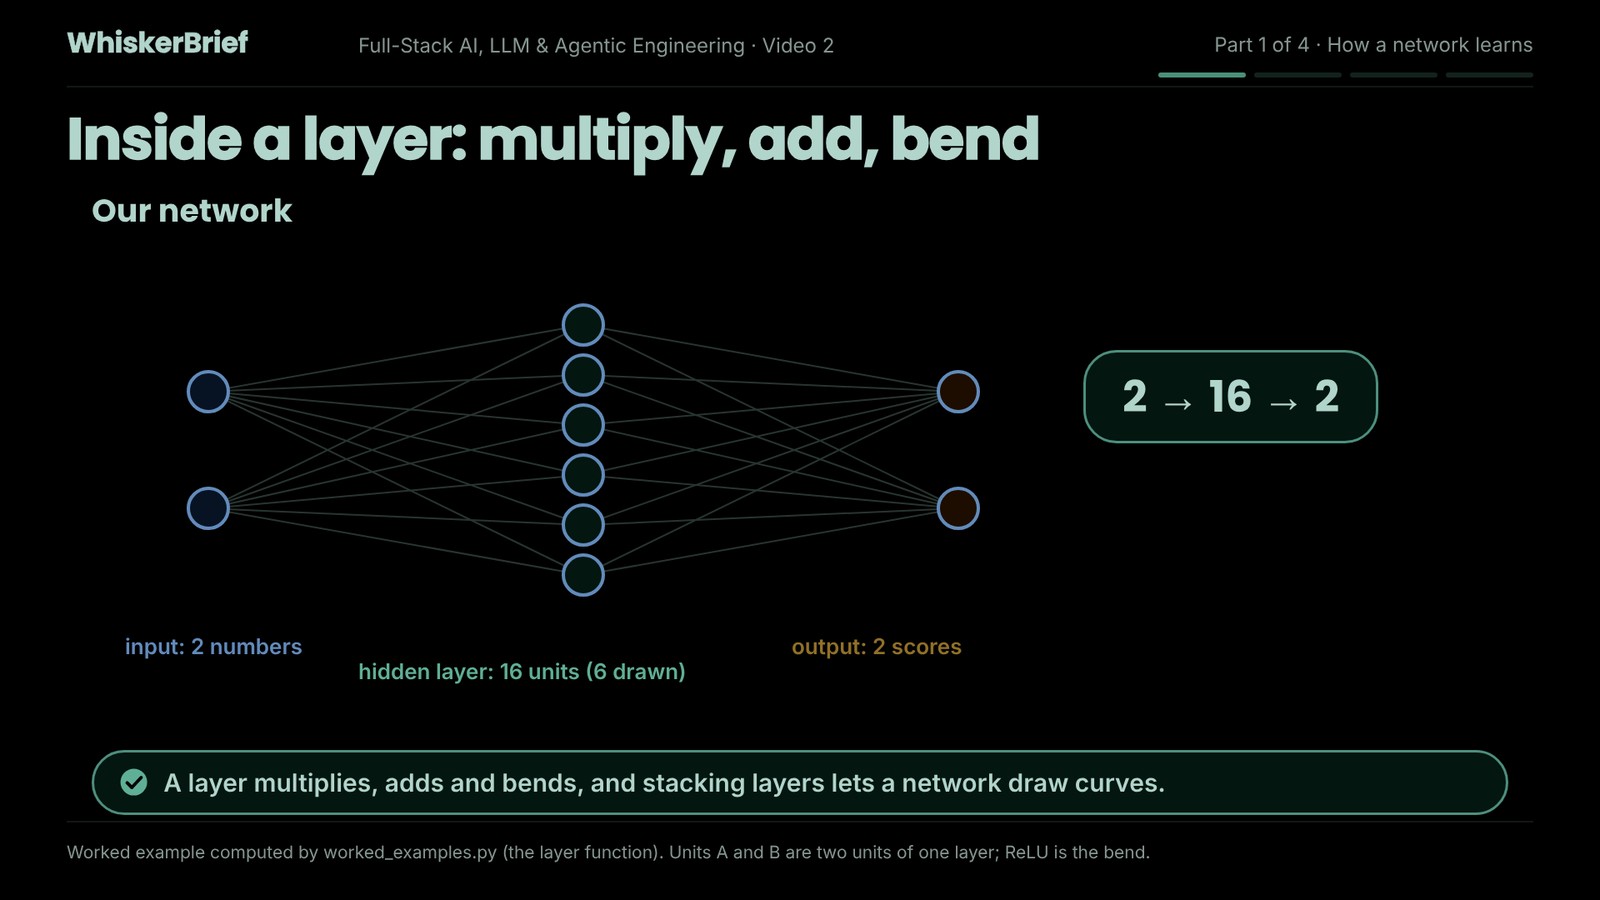 WhiskerBrief
Full-Stack AI, LLM & Agentic Engineering · Video 2
Part 1 of 4 · How a network learns
Inside a layer: multiply, add, bend
Our network
2 → 16 → 2
input: 2 numbers
output: 2 scores
hidden layer: 16 units (6 drawn)
A layer multiplies, adds and bends, and stacking layers lets a network draw curves.
Worked example computed by worked_examples.py (the layer function). Units A and B are two units of one layer; ReLU is the bend.